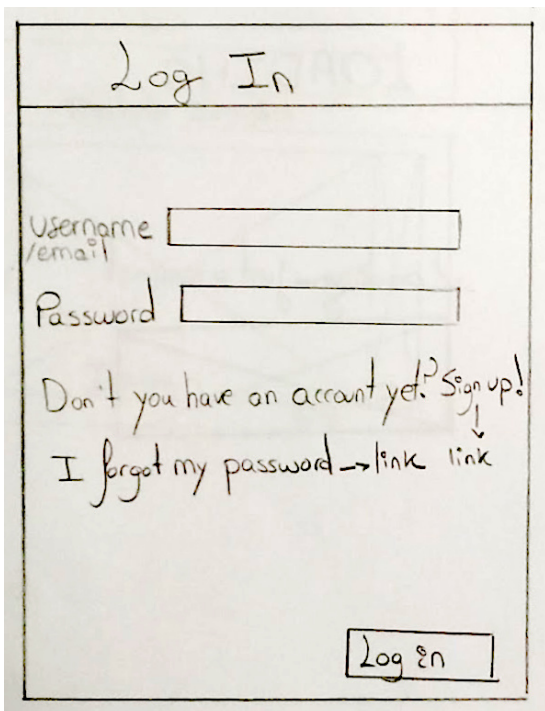 Log In
Username
/email
Password
Don't you have an account yet? Sign up!
I forgot my password → link link
Log in